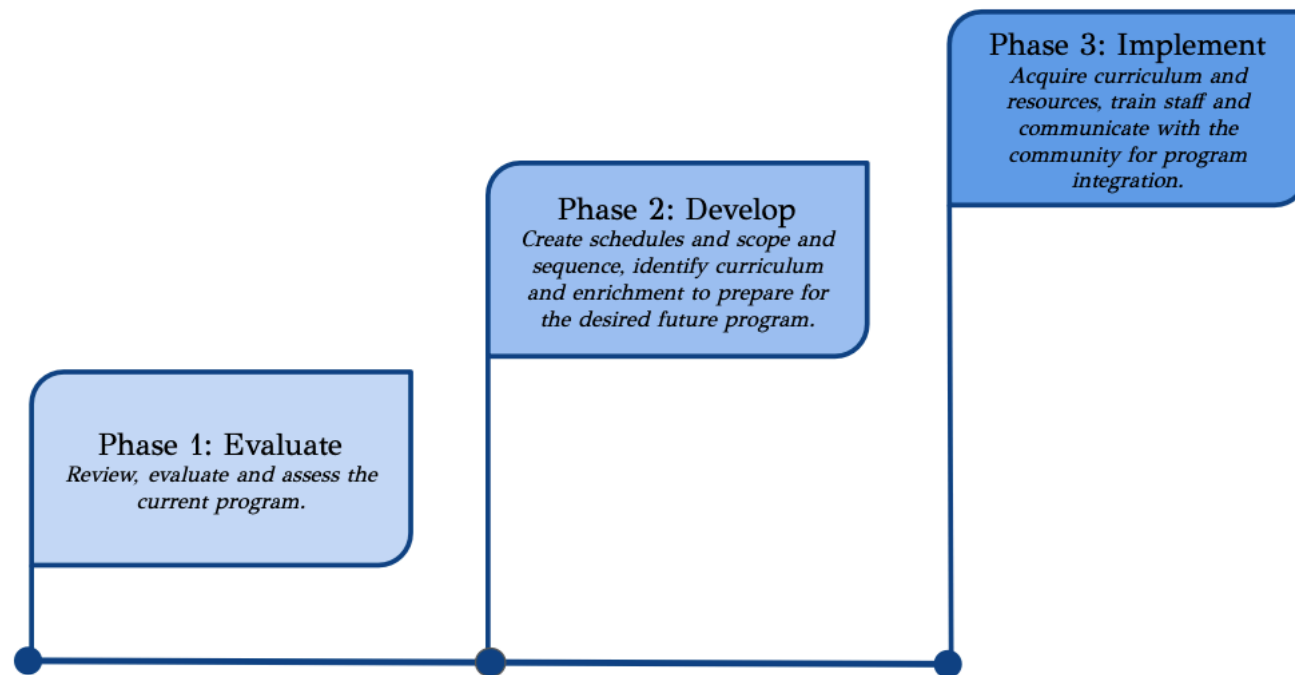 Phase 1: Evaluate
Review, evaluate and assess the
current program.
Phase 2: Develop
Create schedules and scope and
sequence, identify curriculum
and enrichment to prepare for
the desired future program.
Phase 3: Implement
Acquire curriculum and
resources, train staff and
communicate with the
community for program
integration.